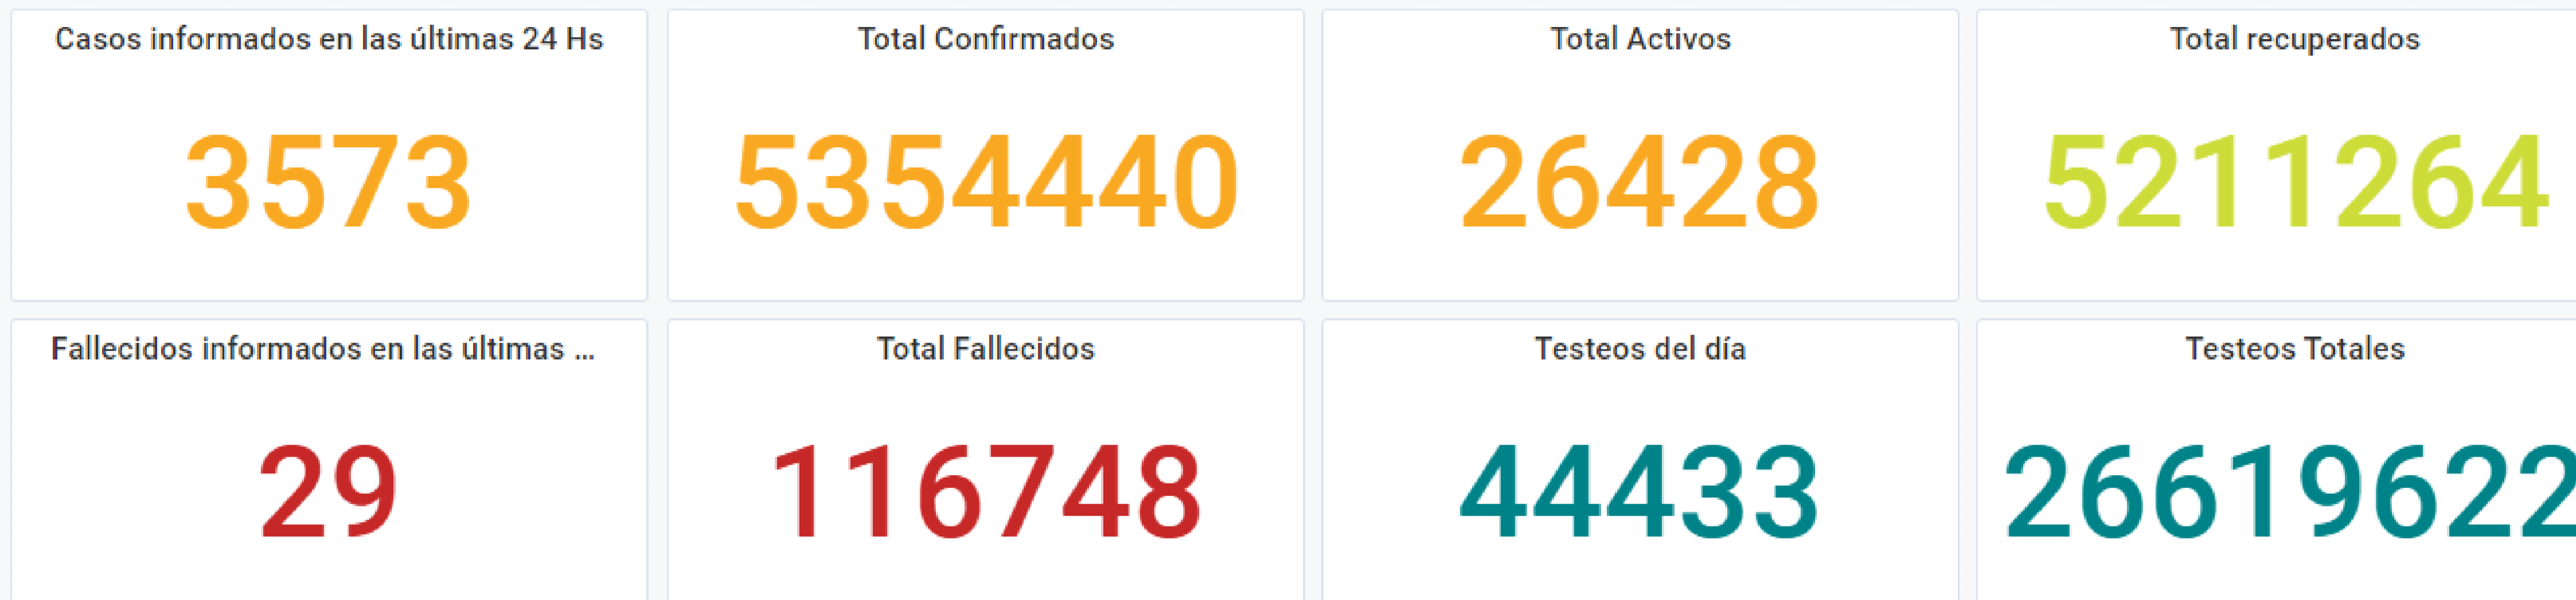 Casos informados en las últimas 24 Hs
3573
Total Confirmados
5354440
Total Activos
26428
Total recuperados
5211264
Fallecidos informados en las últimas ...
29
Total Fallecidos
116748
Testeos del día
44433
Testeos Totales
26619622